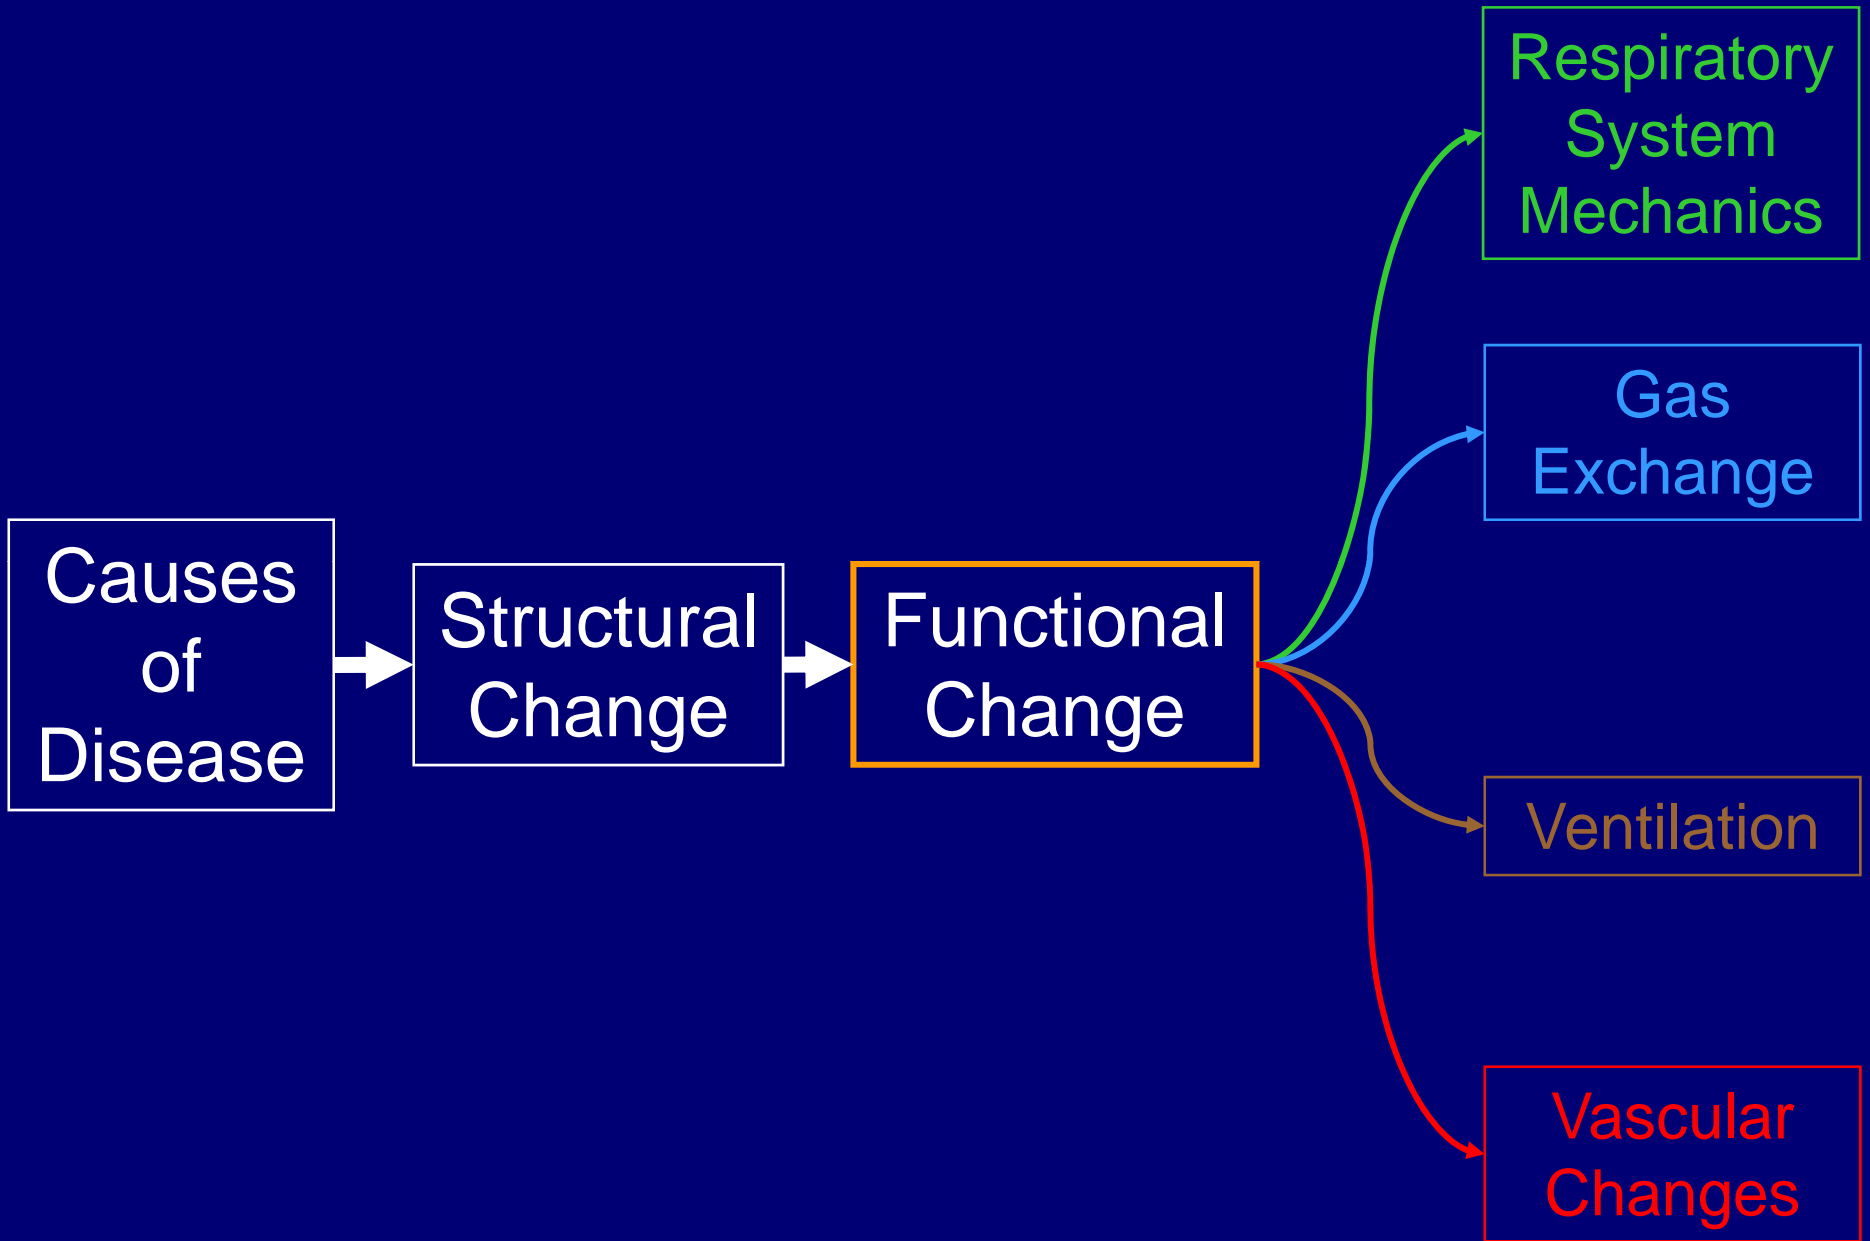 Causes
of
Disease
Structural
Change
Functional
Change
Respiratory
System
Mechanics
Gas
Exchange
Ventilation
Vascular
Changes